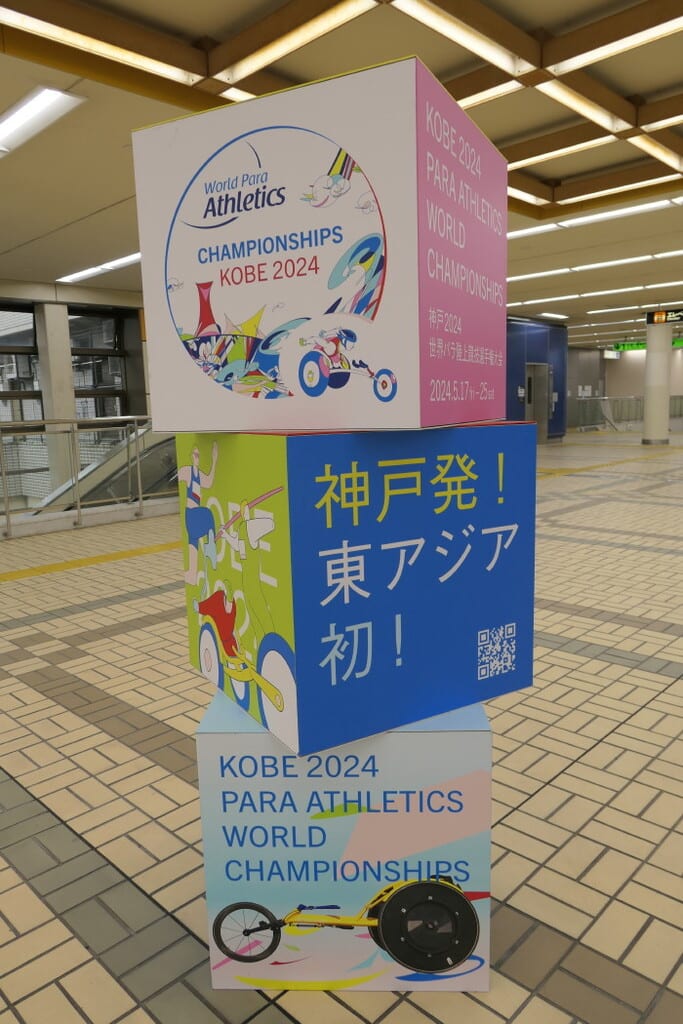 World Para
Athletics
CHAMPIONSHIPS
KOBE 2024
KOBE 2024
PARA ATHLETICS
WORLD
CHAMPIONSHIPS
神戸2024
世界パラ陸上競技選手権大会
2024.5.17fri－25sat
神戸発！
東アジア
初！
KOBE 2024
PARA ATHLETICS
WORLD
CHAMPIONSHIPS